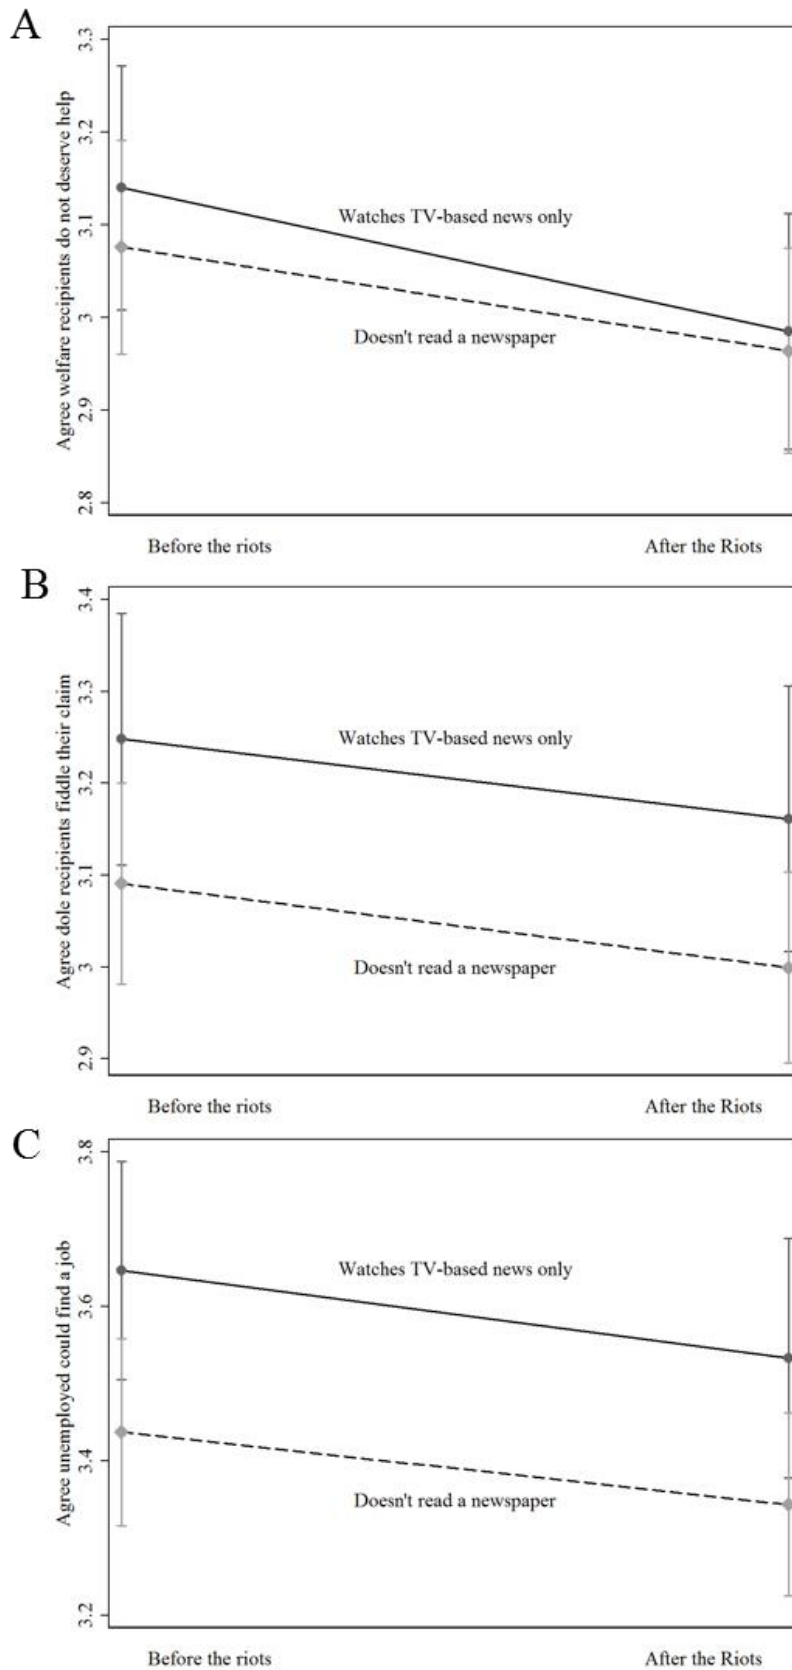 A
Agree welfare recipients do not deserve help
3.3
3.2
3.1
3
2.9
2.8
Watches TV-based news only
Doesn't read a newspaper
Before the riots
After the Riots
B
Agree dole recipients fiddle their claim
3.4
3.3
3.2
3.1
3
2.9
Watches TV-based news only
Doesn't read a newspaper
Before the riots
After the Riots
C
Agree unemployed could find a job
3.8
3.6
3.4
3.2
Watches TV-based news only
Doesn't read a newspaper
Before the riots
After the Riots